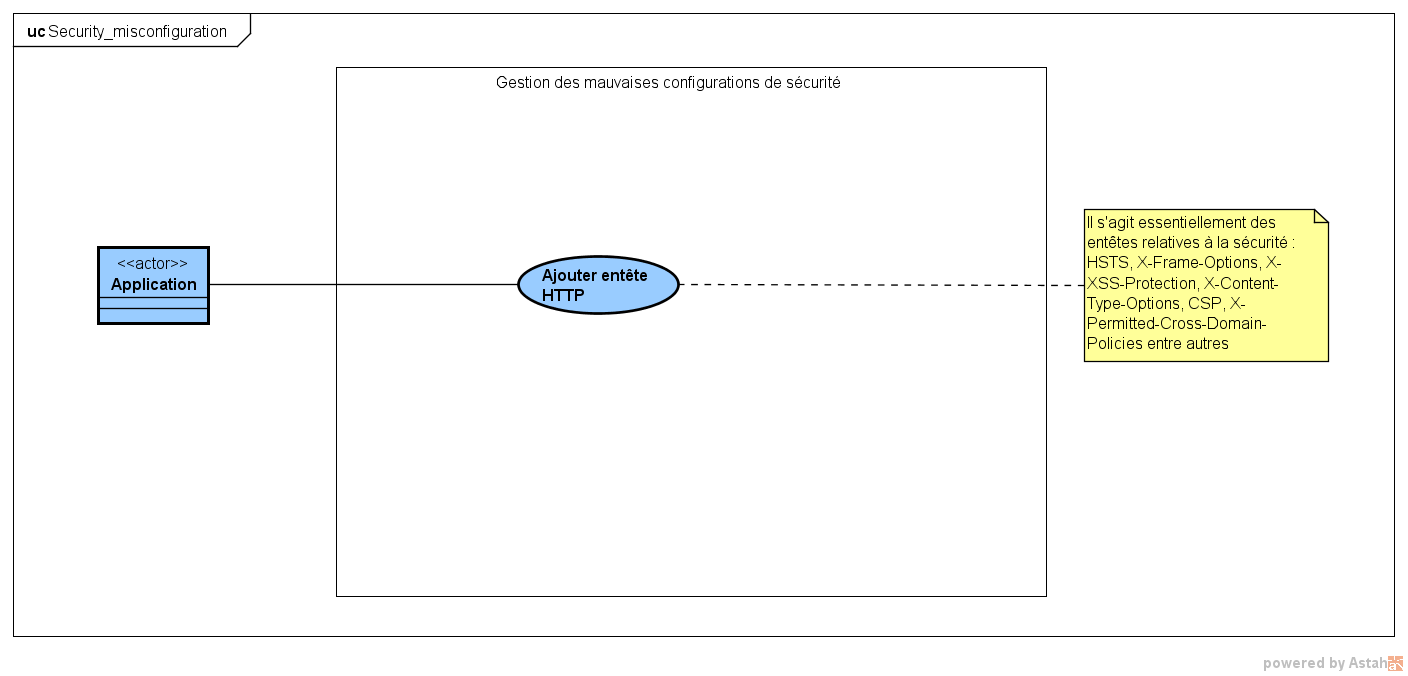 uc Security_misconfiguration
Gestion des mauvaises configurations de sécurité
<<actor>>
Application
Ajouter entête
HTTP
Il s'agit essentiellement des
entêtes relatives à la sécurité :
HSTS, X-Frame-Options, X-
XSS-Protection, X-Content-
Type-Options, CSP, X-
Permitted-Cross-Domain-
Policies entre autres
powered by Astah